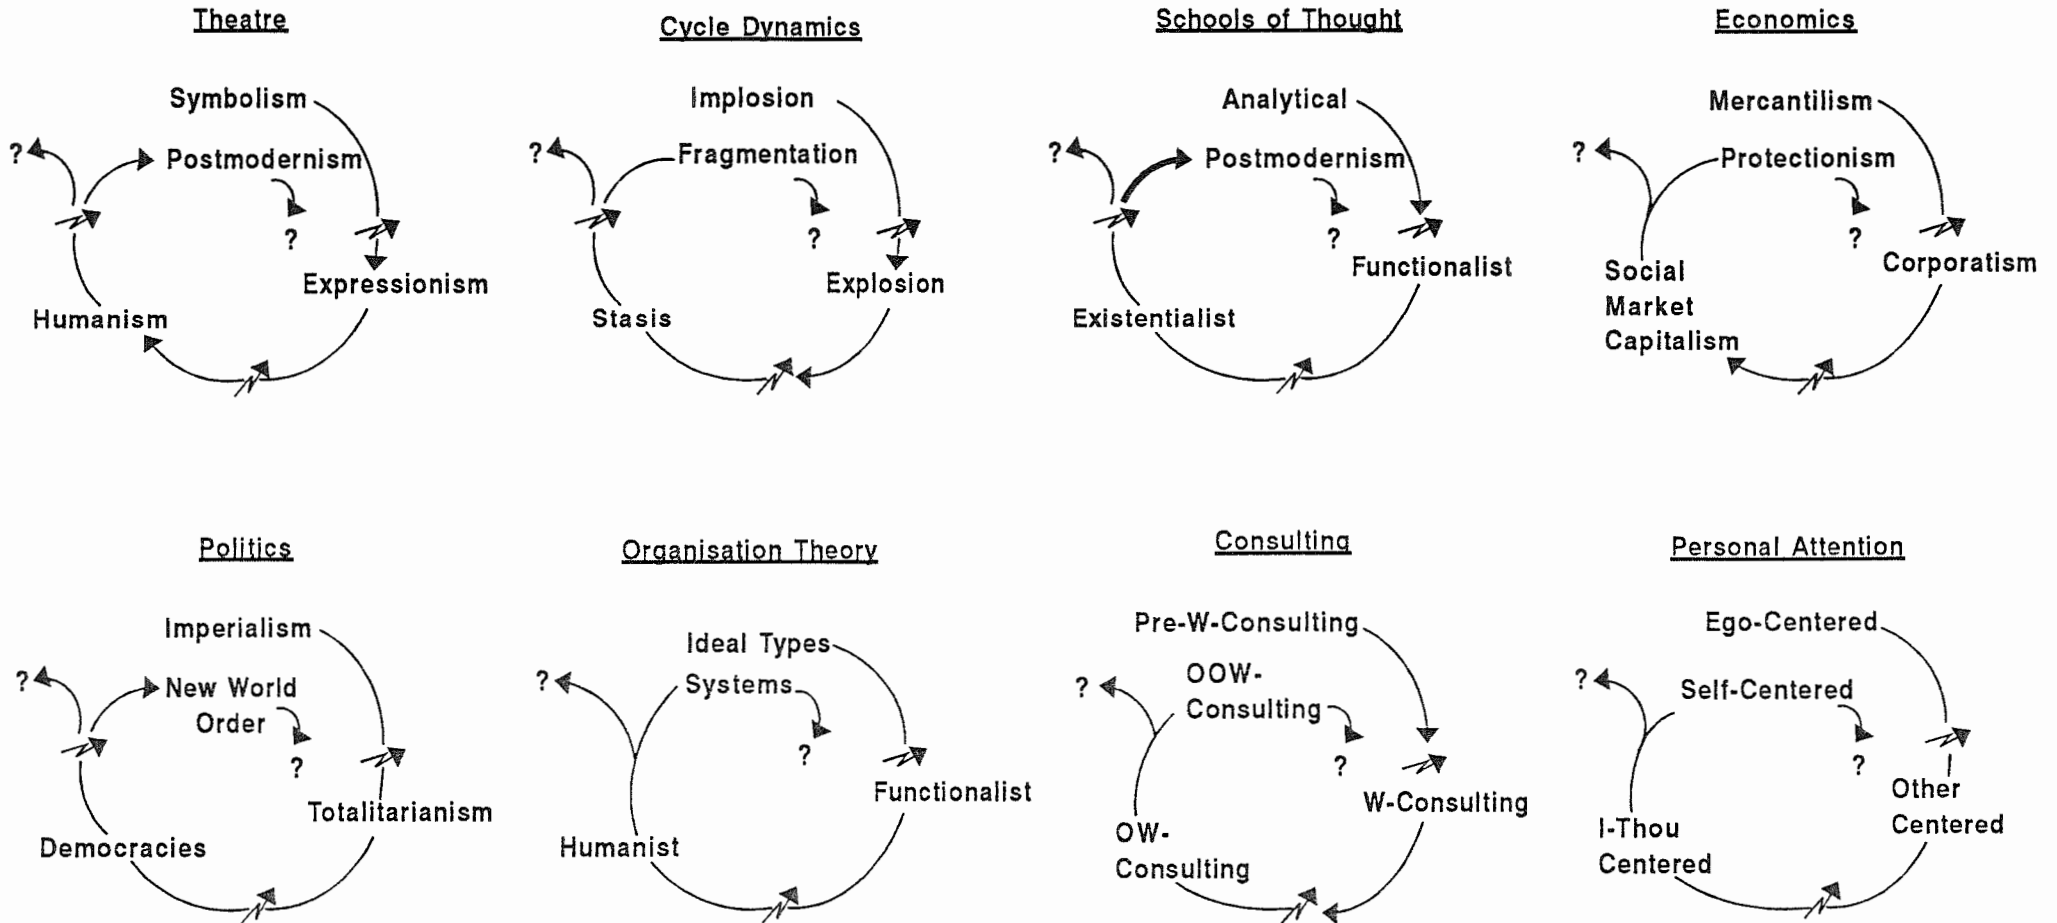 Theatre
Symbolism
?
Postmodernism
?
Expressionism
Humanism
Cycle Dynamics
Implosion
?
Fragmentation
?
Explosion
Stasis
Schools of Thought
Analytical
?
Postmodernism
?
Functionalist
Existentialist
Economics
Mercantilism
?
Protectionism
?
Corporatism
Social
Market
Capitalism
Politics
Imperialism
?
New World
Order
?
Totalitarianism
Democracies
Organisation Theory
Ideal Types
?
Systems
?
Functionalist
Humanist
Consulting
Pre-W-Consulting
?
OOW-
Consulting
?
W-Consulting
OW-
Consulting
Personal Attention
Ego-Centered
?
Self-Centered
?
Other
Centered
I-Thou
Centered